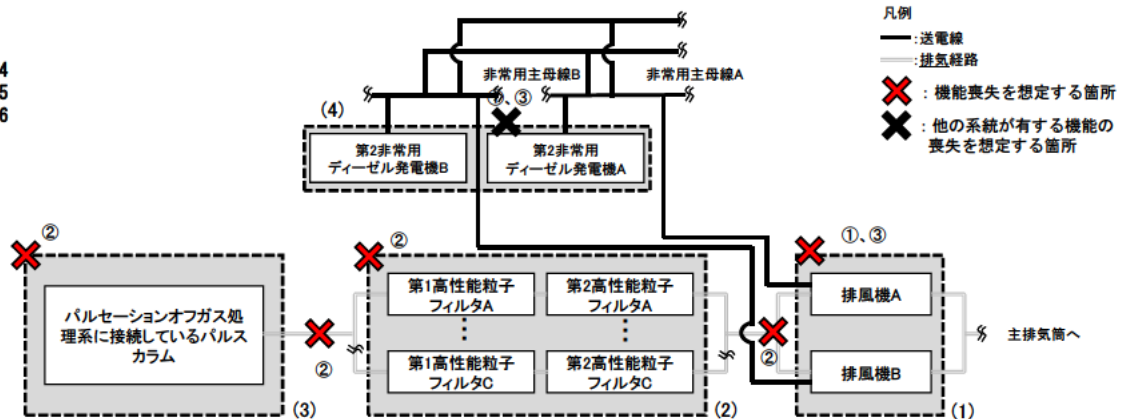 凡例
:送電線
:排気経路
: 機能喪失を想定する箇所
: 他の系統が有する機能の
喪失を想定する箇所
4
5
6
非常用主母線B
非常用主母線A
(4)
①、③
第2非常用
ディーゼル発電機B
第2非常用
ディーゼル発電機A
②
②
①、③
パルセーションオフガス処
理系に接続しているパルス
カラム
②
第1高性能粒子
フィルタA
第2高性能粒子
フィルタA
⋮
⋮
第1高性能粒子
フィルタC
第2高性能粒子
フィルタC
②
排風機A
排風機B
主排気筒へ
(3)
(2)
(1)